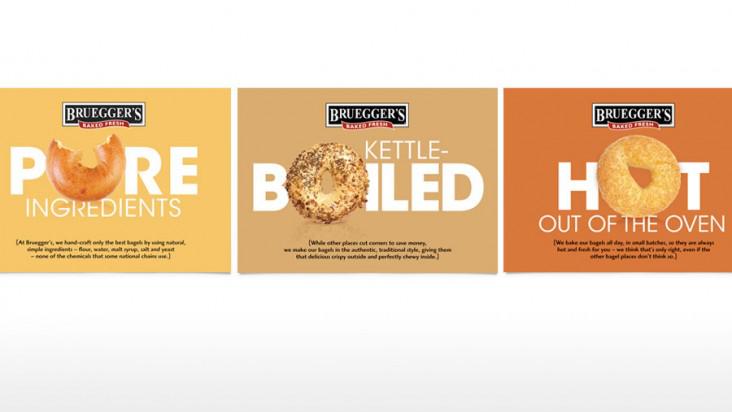 BRUEGGER'S
BAKED FRESH
PURE
INGREDIENTS
[At Bruegger's, we hand-craft only the best bagels by using natural,
simple ingredients – flour, water, malt syrup, salt and yeast
– none of the chemicals that some national chains use.]
BRUEGGER'S
BAKED FRESH
KETTLE-
BOILED
[While other places cut corners to save money,
we make our bagels in the authentic, traditional style, giving them
that delicious crispy outside and perfectly chewy inside.]
BRUEGGER'S
BAKED FRESH
HOT
OUT OF THE OVEN
[We bake our bagels all day, in small batches, so they are always
hot and fresh for you – we think that's only right, even if the
other bagel places don't think so.]